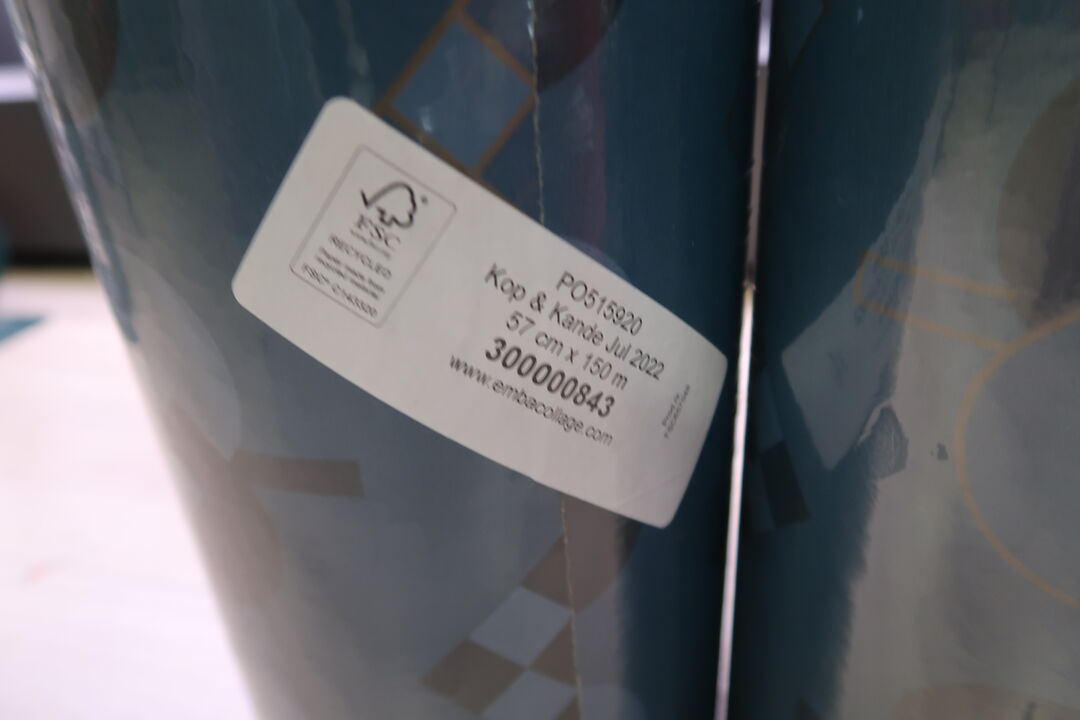 FSC
RECYCLED
PO515920
Kop & Kande Jul 2022
57 cm x 150 m
300000843
www.embacollage.com